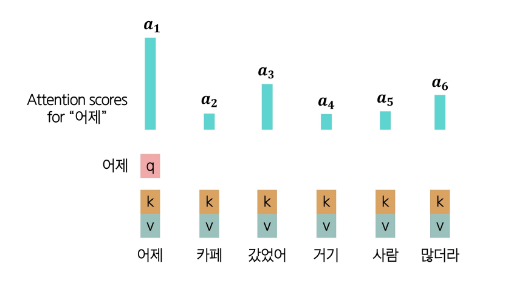 a₁
a₂
a₃
a₄
a₅
a₆
Attention scores
for “어제”
어제 q
k k k k k k
v v v v v v
어제 카페 갔었어 거기 사람 많더라